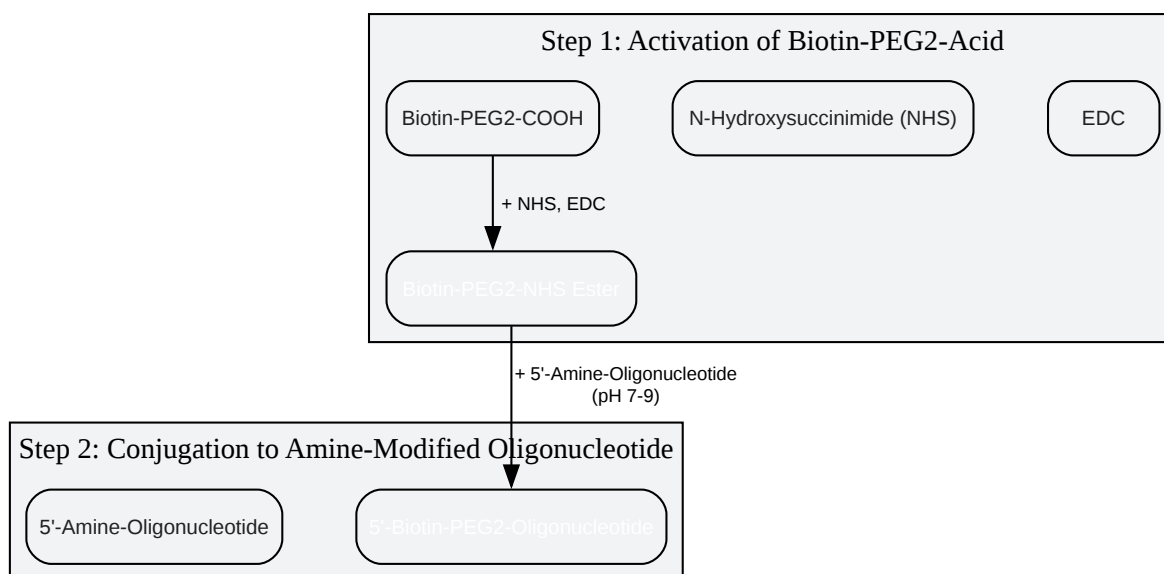 Step 1: Activation of Biotin-PEG2-Acid
Biotin-PEG2-COOH
N-Hydroxysuccinimide (NHS)
EDC
+ NHS, EDC
Biotin-PEG2-NHS Ester
+ 5'-Amine-Oligonucleotide
(pH 7-9)
Step 2: Conjugation to Amine-Modified Oligonucleotide
5'-Amine-Oligonucleotide
5'-Biotin-PEG2-Oligonucleotide